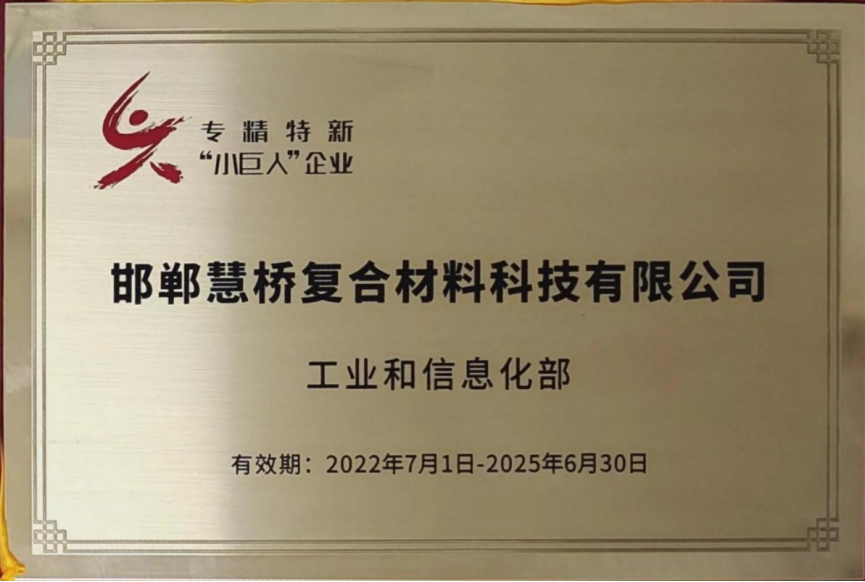 专精特新
“小巨人”企业
邯郸慧桥复合材料科技有限公司
工业和信息化部
有效期：2022年7月1日-2025年6月30日